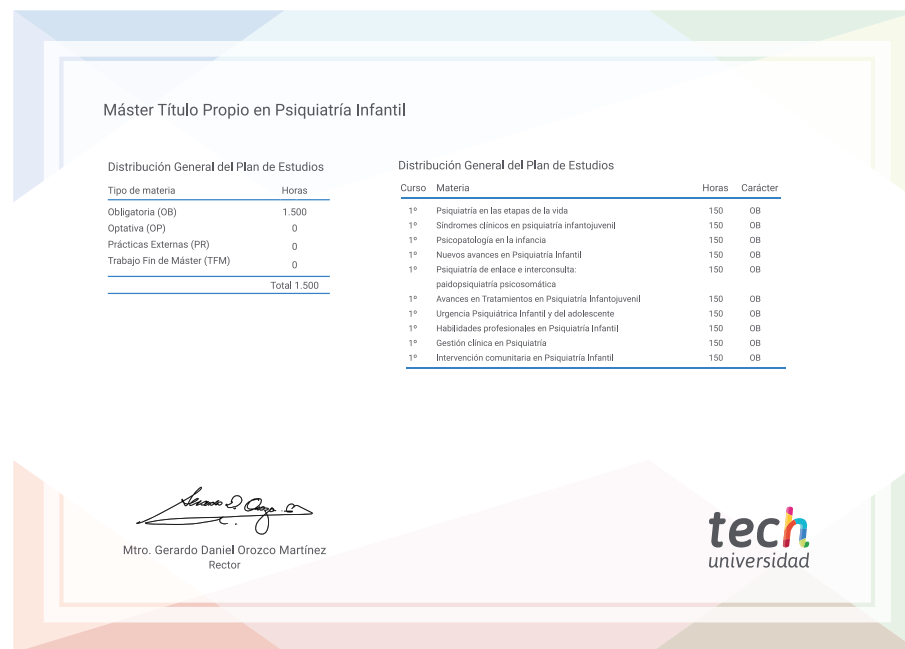 Máster Título Propio en Psiquiatría Infantil
Distribución General del Plan de Estudios
Tipo de materia Horas
Obligatoria (OB) 1.500
Optativa (OP) 0
Prácticas Externas (PR) 0
Trabajo Fin de Máster (TFM) 0
Total 1.500
Distribución General del Plan de Estudios
Curso Materia Horas Carácter
1º Psiquiatría en las etapas de la vida 150 OB
1º Síndromes clínicos en psiquiatría infantojuvenil 150 OB
1º Psicopatología en la infancia 150 OB
1º Nuevos avances en Psiquiatría Infantil 150 OB
1º Psiquiatría de enlace e interconsulta: 150 OB
paidopsiquiatría psicosomática
1º Avances en Tratamientos en Psiquiatría Infantojuvenil 150 OB
1º Urgencia Psiquiátrica Infantil y del adolescente 150 OB
1º Habilidades profesionales en Psiquiatría Infantil 150 OB
1º Gestión clínica en Psiquiatría 150 OB
1º Intervención comunitaria en Psiquiatría Infantil 150 OB
Mtro. Gerardo Daniel Orozco Martínez
Rector
tech
universidad